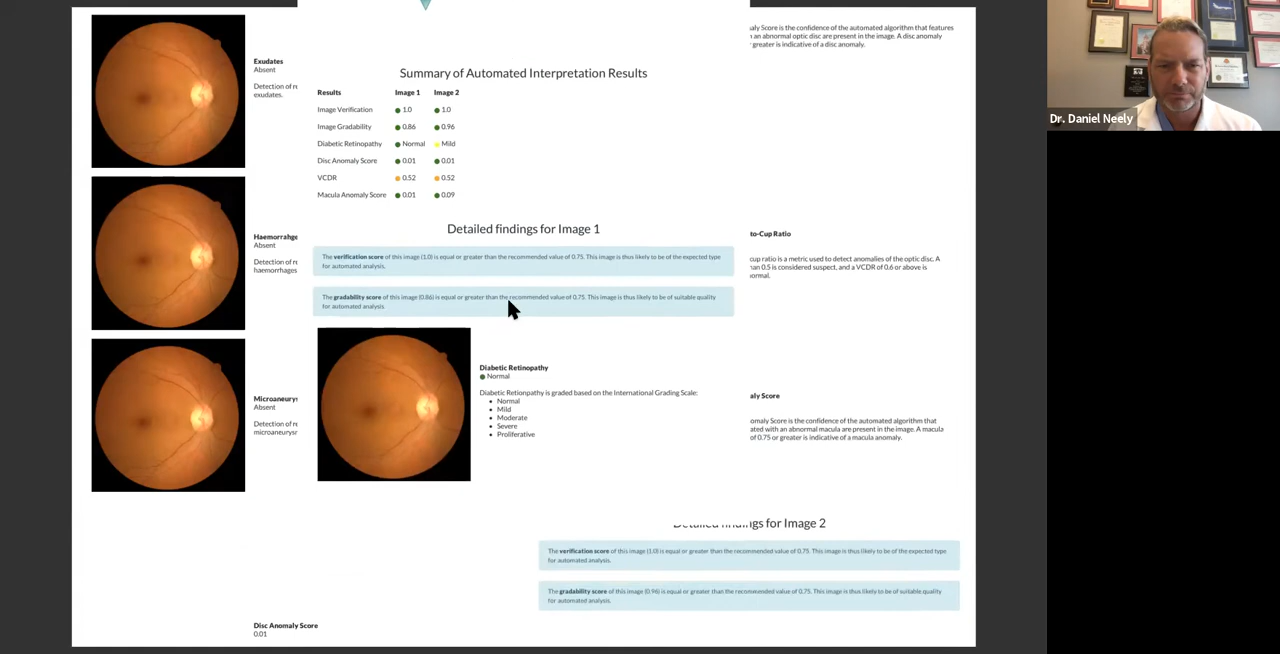 Exudates
Absent
Detection of
exudates.
Haemorrhage
Absent
Detection of
haemorrhages
Absent
Detection of
Disc Anomaly Score
0.01
Summary of Automated Interpretation Results
Results Image 1 Image 2
Image Verification 1.0 1.0
Image Gradability 0.86 0.96
Diabetic Retinopathy Normal Mild
Disc Anomaly Score 0.01 0.01
VCDR 0.52 0.52
Macula Anomaly Score 0.01 0.09
Detailed findings for Image 1
The verification score of this image (1.0) is equal or greater than the recommended value of 0.75. This image is thus likely to be of the expected type
for automated analysis.
The gradability score of this image (0.86) is equal or greater than the recommended value of 0.75. This image is thus likely to be of suitable quality
for automated analysis.
Diabetic Retinopathy
Normal
Diabetic Retionpathy is graded based on the International Grading Scale:
Normal
Mild
Moderate
Severe
Proliferative
Score is the confidence of the automated algorithm that features
an abnormal optic disc are present in the image. A disc anomaly
greater is indicative of a disc anomaly.
to-Cup Ratio
cup ratio is a metric used to detect anomalies of the optic disc. A
than 0.5 is considered suspect, and a VCDR of 0.6 or above is
Score
Score is the confidence of the automated algorithm that
with an abnormal macula are present in the image. A macula
of 0.75 or greater is indicative of a macula anomaly.
Detailed findings for Image 2
The verification score of this image (1.0) is equal or greater than the recommended value of 0.75. This image is thus likely to be of the expected type
for automated analysis.
The gradability score of this image (0.96) is equal or greater than the recommended value of 0.75. This image is thus likely to be of suitable quality
for automated analysis.
Dr. Daniel Neely